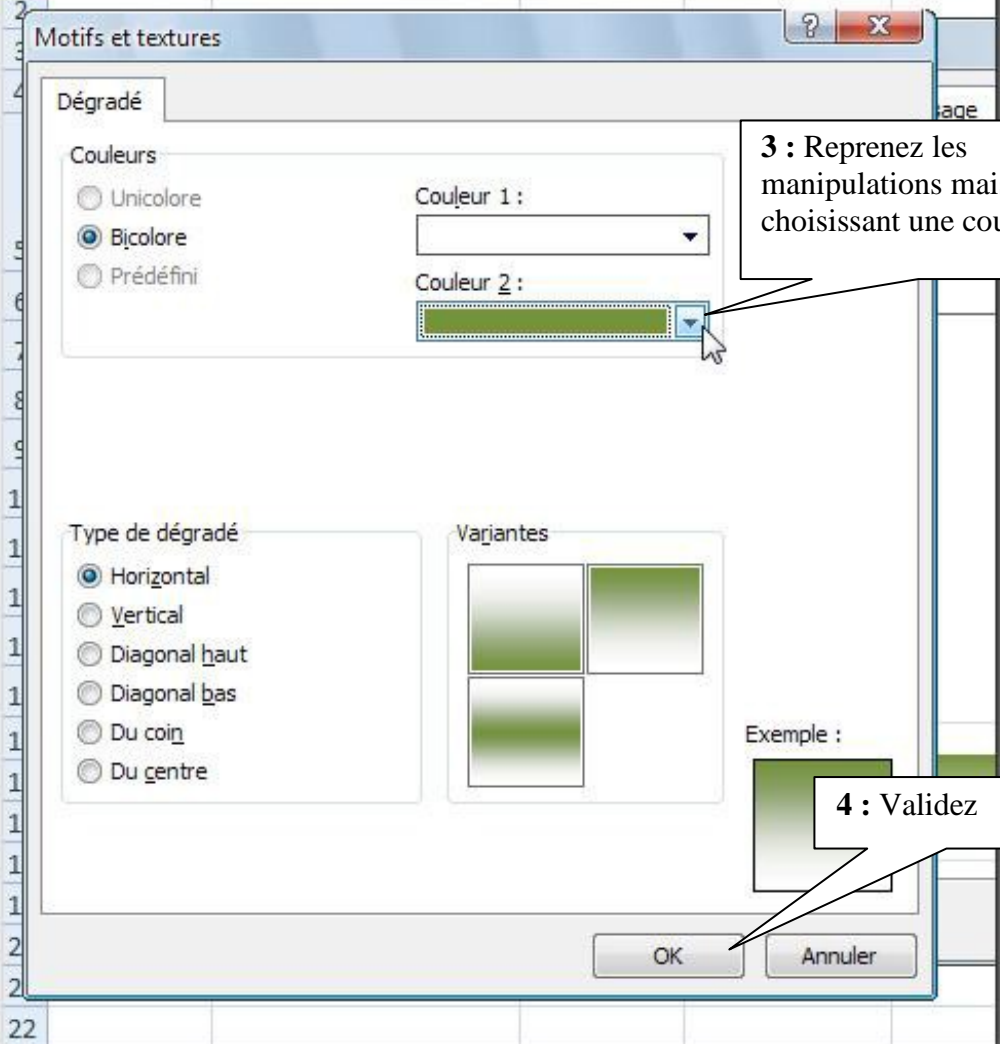 Motifs et textures
Dégradé
sage
Couleurs
Unicolore
Bicolore
Prédéfini
Couleur 1 :
Couleur 2 :
3 : Reprenez les
manipulations mai
choisissant une cou
Type de dégradé
Horizontal
Vertical
Diagonal haut
Diagonal bas
Du coin
Du centre
Variantes
Exemple :
4 : Validez
OK
Annuler
22